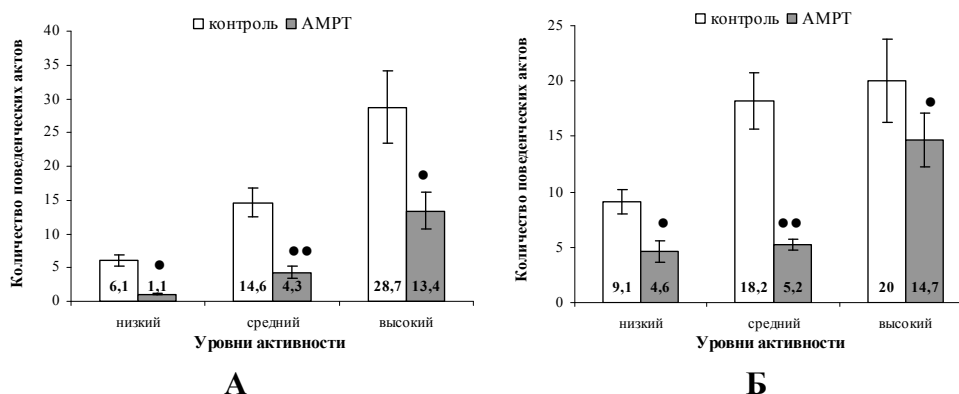 контроль АМРТ
Количество поведенческих актов
40
35
30
25
20
15
10
5
0
6,1 1,1 14,6 4,3 28,7 13,4
низкий средний высокий
Уровни активности
А
контроль АМРТ
Количество поведенческих актов
25
20
15
10
5
0
9,1 4,6 18,2 5,2 20 14,7
низкий средний высокий
Уровни активности
Б